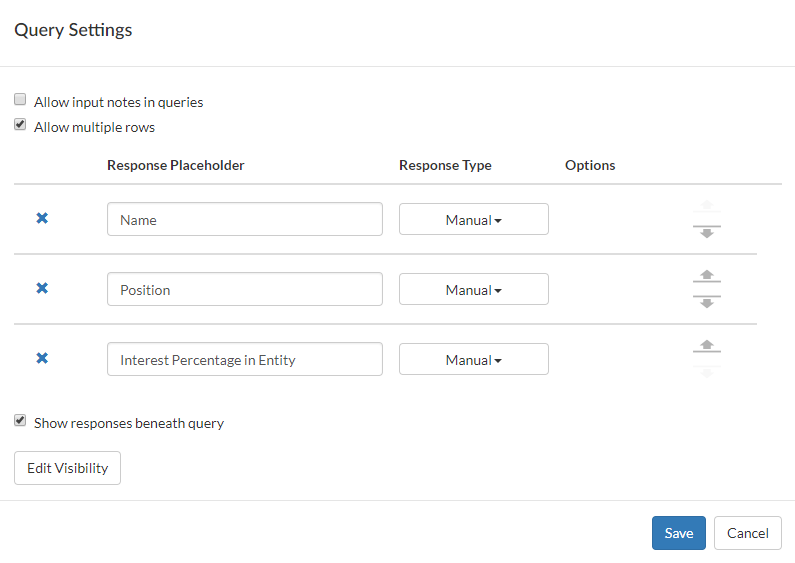 Query Settings
Allow input notes in queries
Allow multiple rows
Response Placeholder Response Type Options
Name Manual
Position Manual
Interest Percentage in Entity Manual
Show responses beneath query
Edit Visibility
Save Cancel